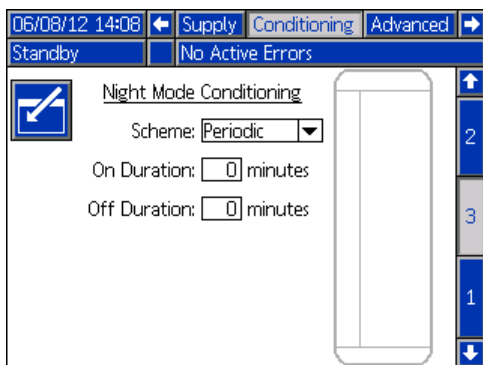 06/08/12 14:08 Supply Conditioning Advanced
Standby No Active Errors
Night Mode Conditioning
Scheme: Periodic
On Duration: 0 minutes
Off Duration: 0 minutes
2
3
1